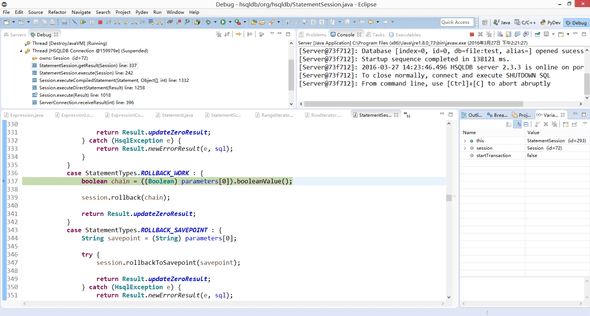 Debug - hsqldb/org/hsqldb/StatementSession.java - Eclipse
File Edit Source Refactor Navigate Search Project Pydev Run Window Help
Quick Access Java C/C++ PyDev Debug
Servers Debug
Thread [DestroyJavaVM] (Running)
Thread [HSQLDB Connection @159979e] (Suspended)
owns: Session (id=72)
StatementSession.getResult(Session) line: 337
StatementSession.execute(Session) line: 242
Session.executeCompiledStatement(Statement, Object[], int) line: 1332
Session.executeDirectStatement(Result) line: 1258
Session.execute(Result) line: 1018
ServerConnection.receiveResult(int) line: 396
Problems Console Tasks Executables
Server [Java Application] C:\Program Files (x86)\Java\jre1.8.0_73\bin\javaw.exe (2016年3月27日 下午2:21:27)
[Server@73f712]: Database [index=0, id=0, db=file:test, alias=] opened sucess
[Server@73f712]: Startup sequence completed in 138121 ms.
[Server@73f712]: 2016-03-27 14:23:46.496 HSQLDB server 2.3.3 is online on por
[Server@73f712]: To close normally, connect and execute SHUTDOWN SQL
[Server@73f712]: From command line, use [Ctrl]+[C] to abort abruptly
Expression.java ExpressionLo... ExpressionCo... Statement.java Session.java StatementSc... RangeIterator... RowIterator... StatementSes...
330
331 return Result.updateZeroResult;
332 } catch (HsqlException e) {
333 return Result.newErrorResult(e, sql);
334 }
335 }
336 case StatementTypes.ROLLBACK_WORK : {
337 boolean chain = ((Boolean) parameters[0]).booleanValue();
338
339 session.rollback(chain);
340
341 return Result.updateZeroResult;
342 }
343 case StatementTypes.ROLLBACK_SAVEPOINT : {
344 String savepoint = (String) parameters[0];
345
346 try {
347 session.rollbackToSavepoint(savepoint);
348
349 return Result.updateZeroResult;
350 } catch (HsqlException e) {
351 return Result.newErrorResult(e, sql);
Outli... Brea... Proje... Varia...
Name Value
this StatementSession (id=293)
session Session (id=72)
startTransaction false